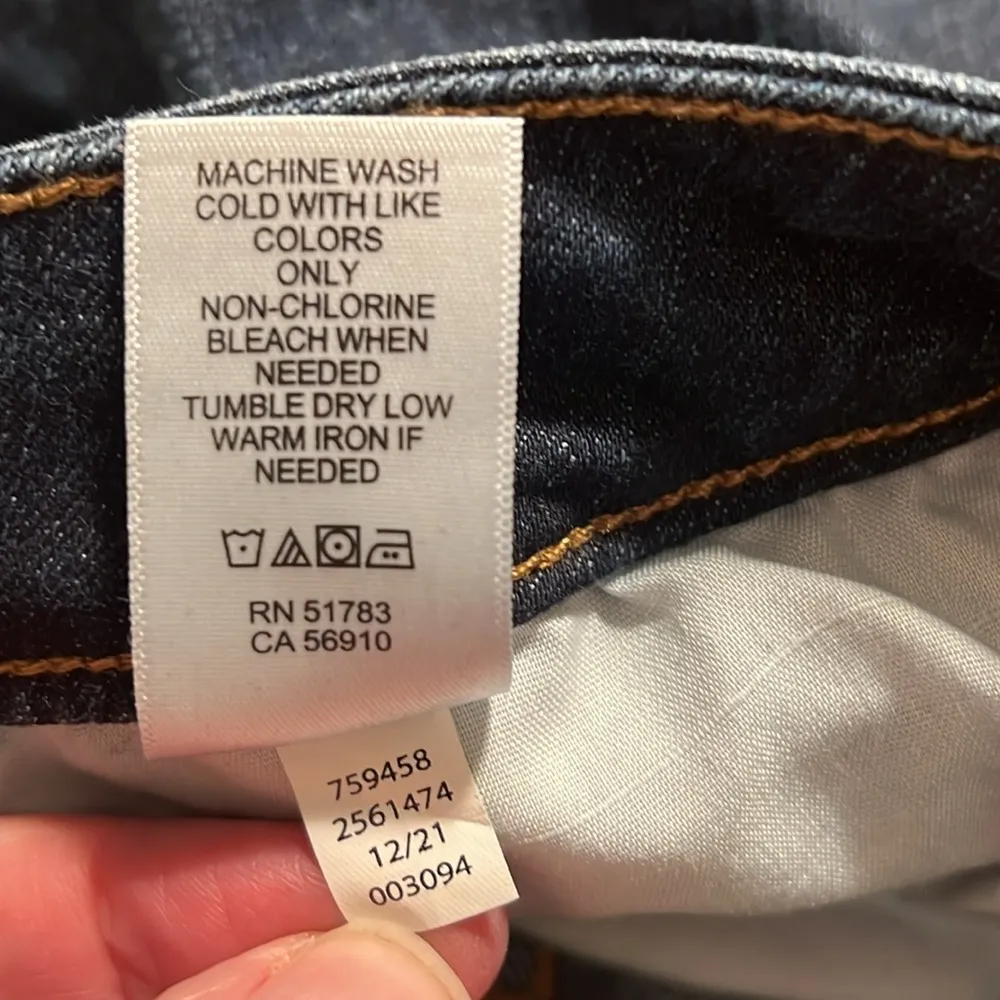 MACHINE WASH
COLD WITH LIKE
COLORS
ONLY
NON-CHLORINE
BLEACH WHEN
NEEDED
TUMBLE DRY LOW
WARM IRON IF
NEEDED
RN 51783
CA 56910
759458
2561474
12/21
003094